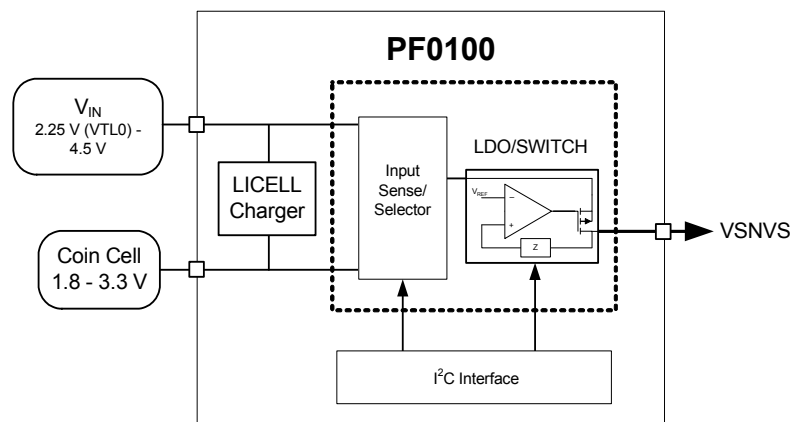 PF0100
V_IN
2.25 V (VTL0) -
4.5 V
LICELL
Charger
Coin Cell
1.8 - 3.3 V
Input
Sense/
Selector
LDO/SWITCH
V_REF
−
+
Z
VSNVS
I²C Interface